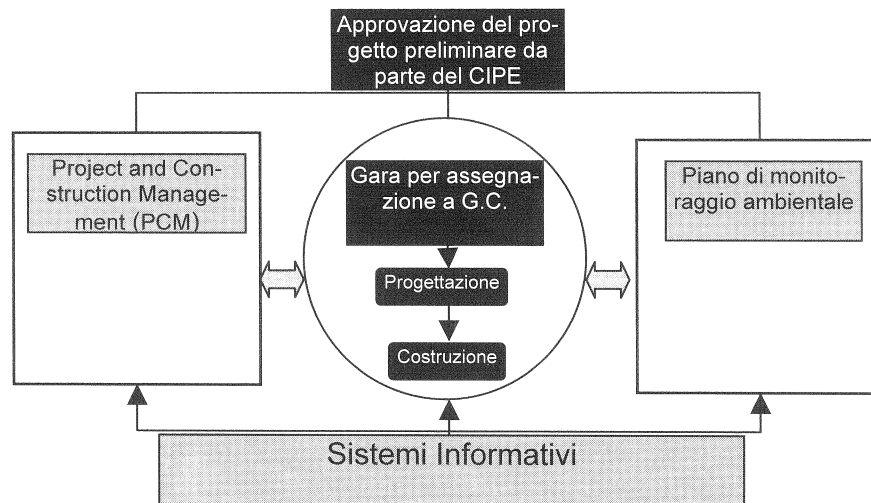 Approvazione del pro-
getto preliminare da
parte del CIPE
Project and Con-
struction Manage-
ment (PCM)
Gara per assegna-
zione a G.C.
Piano di monito-
raggio ambientale
Progettazione
Costruzione
Sistemi Informativi